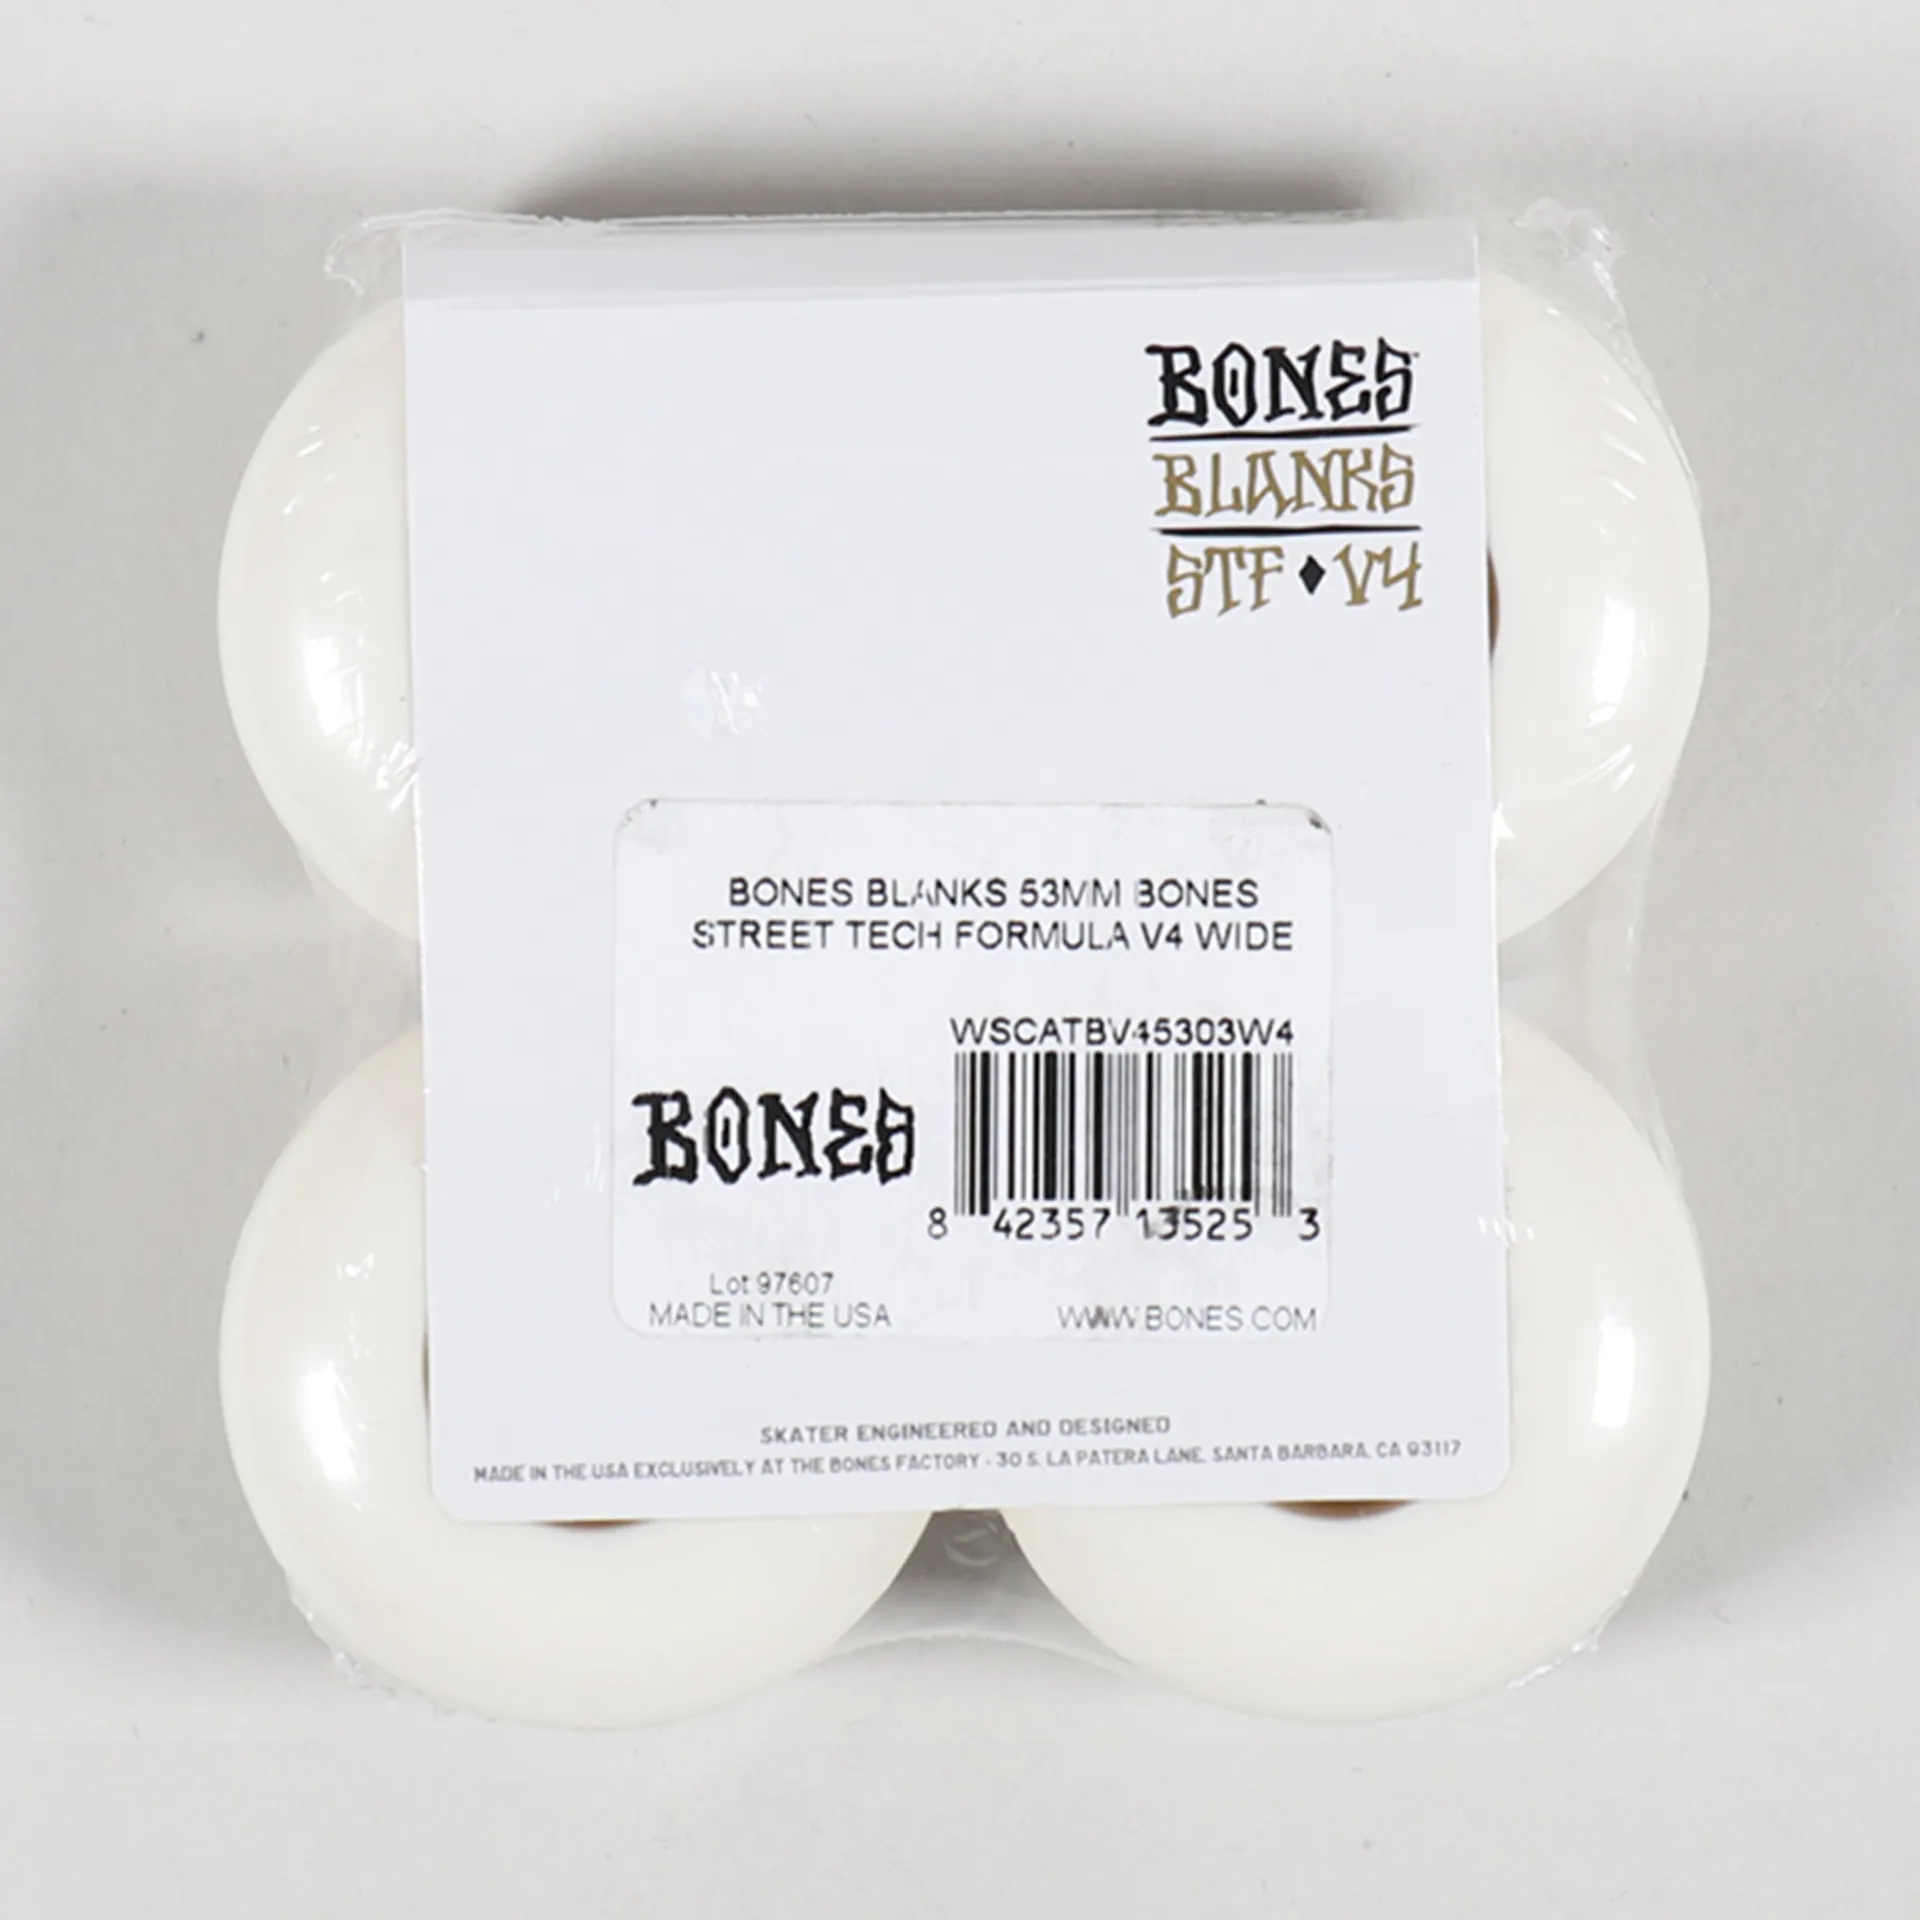 BONES
BLANKS
STF♦V4
BONES BLANKS 53MM BONES
STREET TECH FORMULA V4 WIDE
WSCATBV45303W4
BONES
8 42357 13525 3
Lot 97607
MADE IN THE USA
WWW.BONES.COM
SKATER ENGINEERED AND DESIGNED
MADE IN THE USA EXCLUSIVELY AT THE BONES FACTORY - 30 S. LA PATERA LANE, SANTA BARBARA, CA 93117